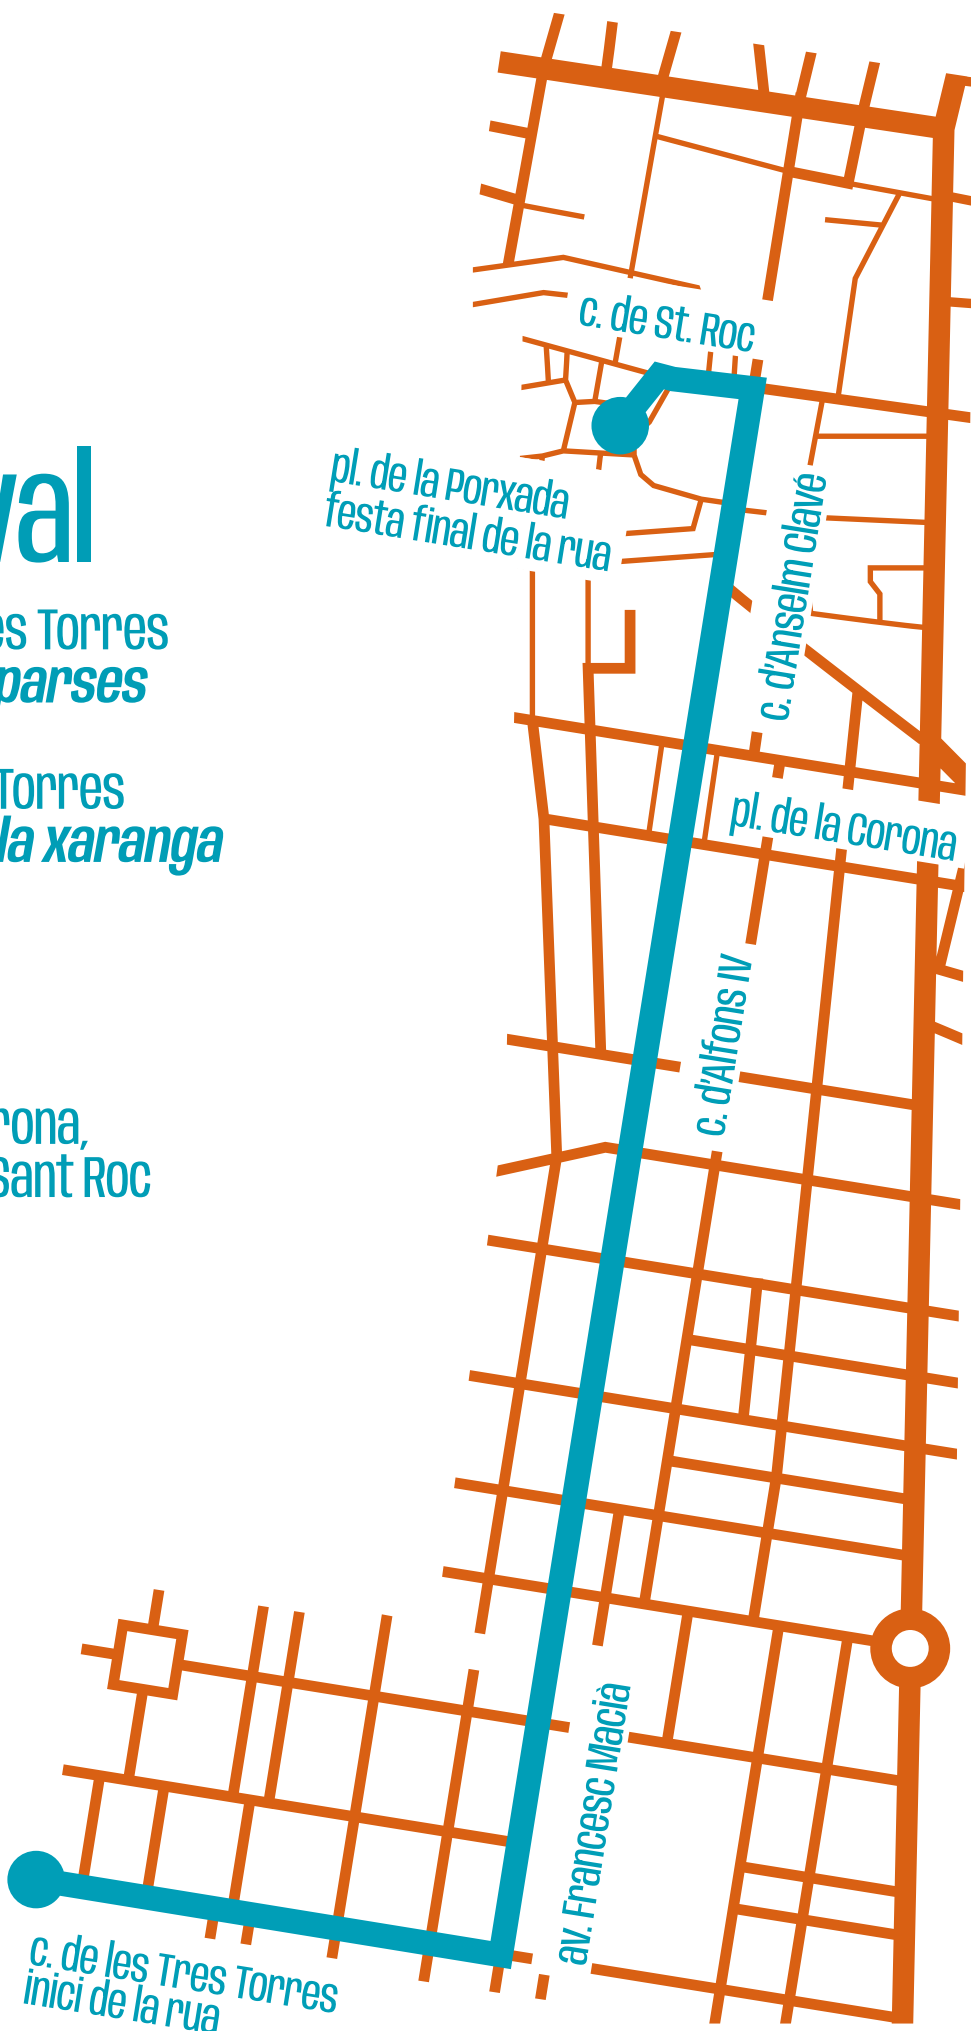 c. de St. Roc
val
pl. de la Porxada
festa final de la rua
c. d'Anselm Clavé
es Torres
parses
Torres
la xaranga
pl. de la Corona
c. d'Alfons IV
rona,
Sant Roc
av. Francesc Macià
c. de les Tres Torres
inici de la rua